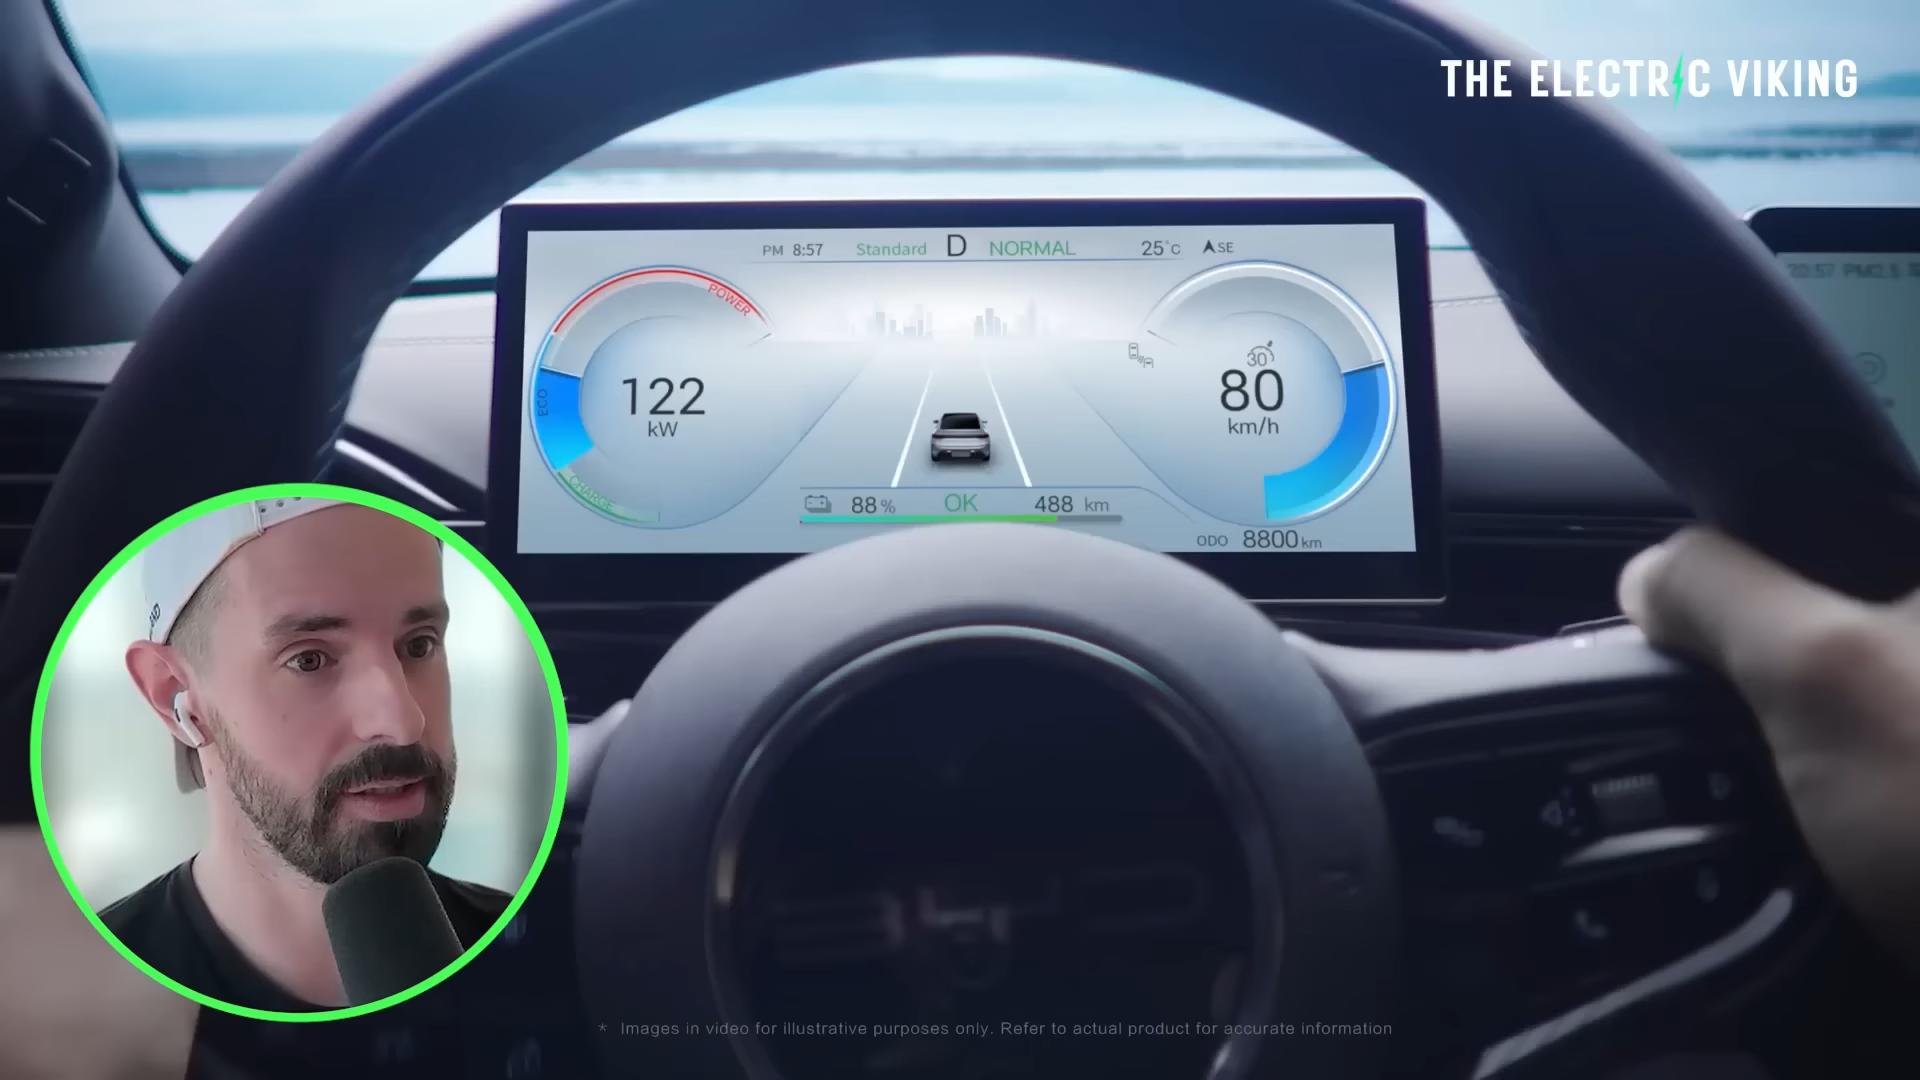 THE ELECTRIC VIKING
PM 8:57 Standard D NORMAL 25°C SE
POWER
ECO
CHARGE
122
kW
30
80
km/h
88 % OK 488 km
ODO 8800 km
* Images in video for illustrative purposes only. Refer to actual product for accurate information